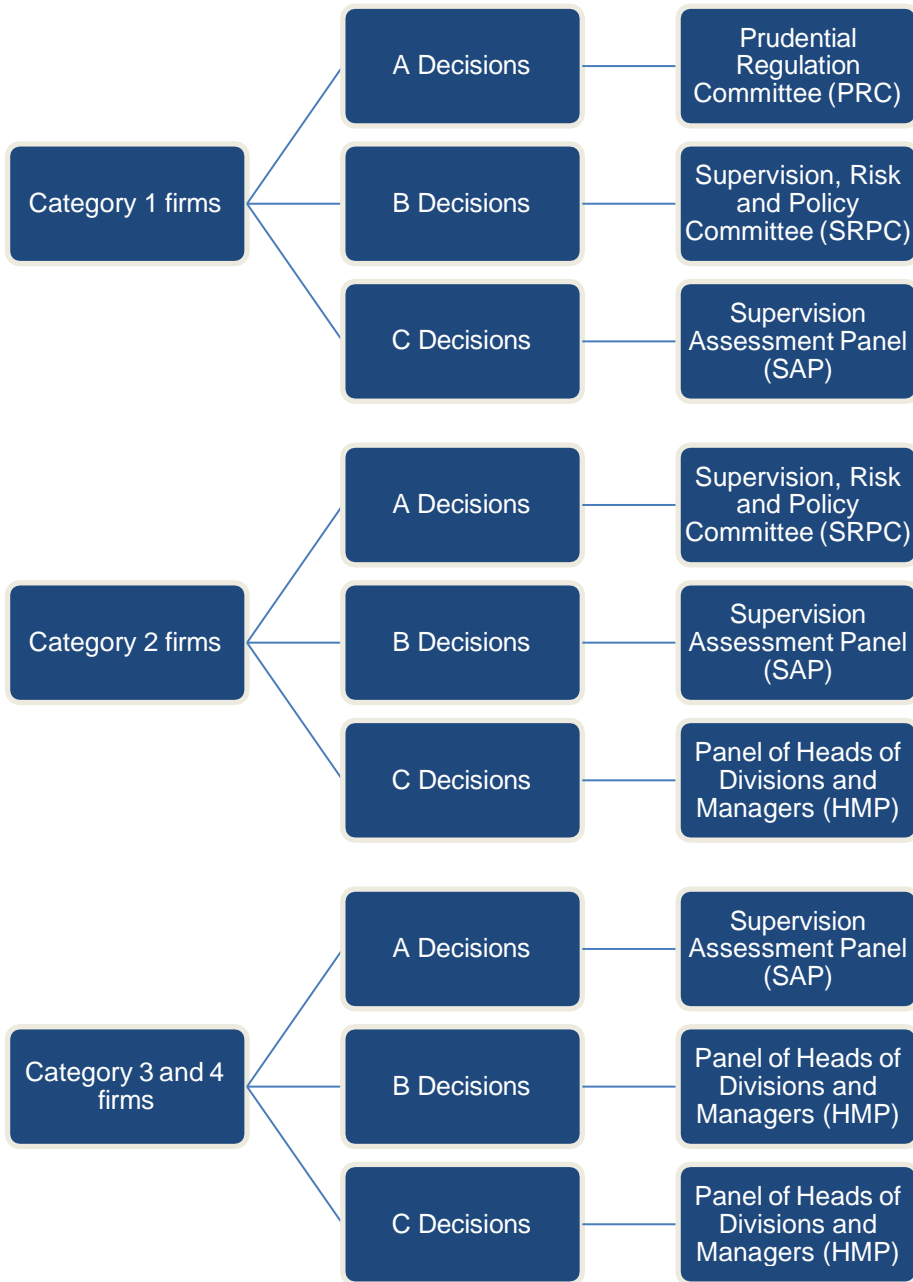 A Decisions
Prudential
Regulation
Committee (PRC)
Category 1 firms
B Decisions
Supervision, Risk
and Policy
Committee (SRPC)
C Decisions
Supervision
Assessment Panel
(SAP)
A Decisions
Supervision, Risk
and Policy
Committee (SRPC)
Category 2 firms
B Decisions
Supervision
Assessment Panel
(SAP)
C Decisions
Panel of Heads of
Divisions and
Managers (HMP)
A Decisions
Supervision
Assessment Panel
(SAP)
Category 3 and 4
firms
B Decisions
Panel of Heads of
Divisions and
Managers (HMP)
C Decisions
Panel of Heads of
Divisions and
Managers (HMP)